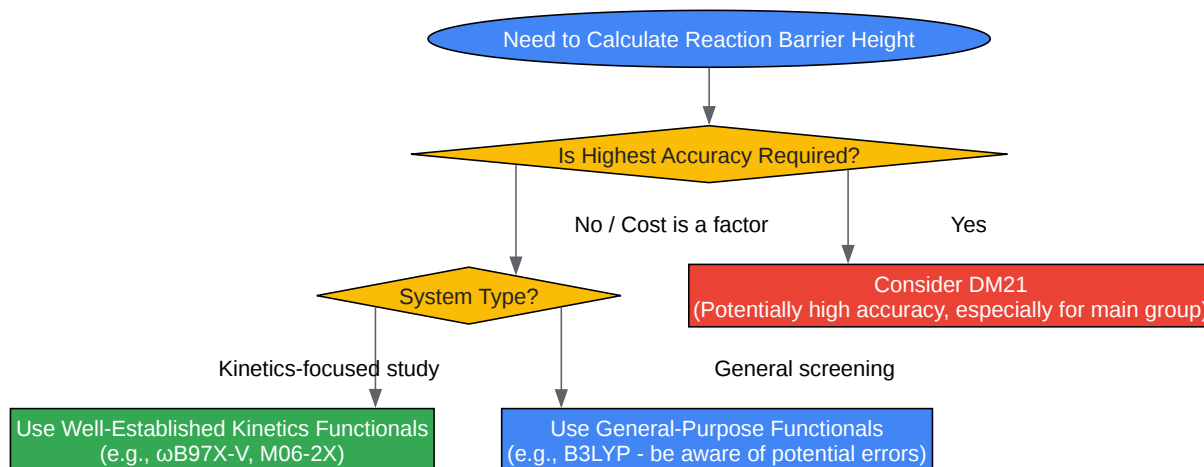 Need to Calculate Reaction Barrier Height
Is Highest Accuracy Required?
No / Cost is a factor
Yes
System Type?
Consider DM21
(Potentially high accuracy, especially for main group)
Kinetics-focused study
General screening
Use Well-Established Kinetics Functionals
(e.g., ωB97X-V, M06-2X)
Use General-Purpose Functionals
(e.g., B3LYP - be aware of potential errors)